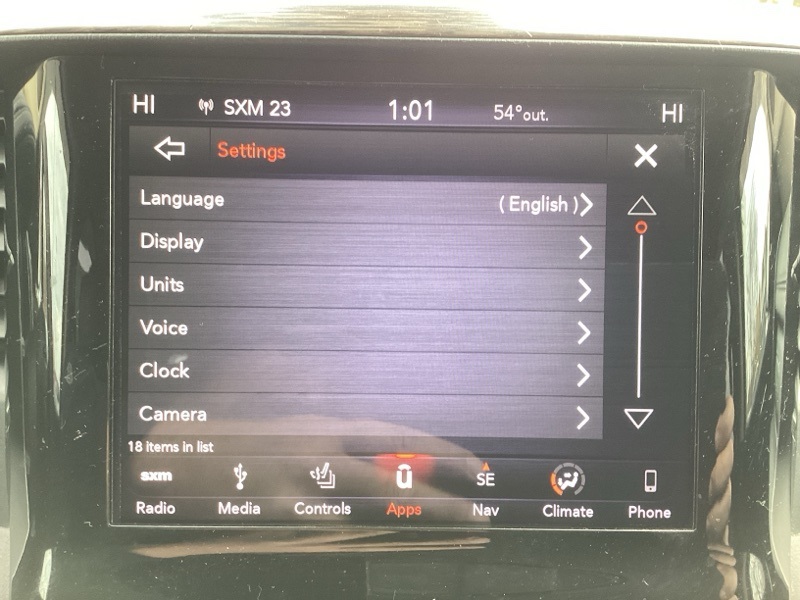 HI SXM 23 1:01 54°out. HI
Settings
Language ( English )
Display
Units
Voice
Clock
Camera
18 items in list
sxm SE
Radio Media Controls Apps Nav Climate Phone